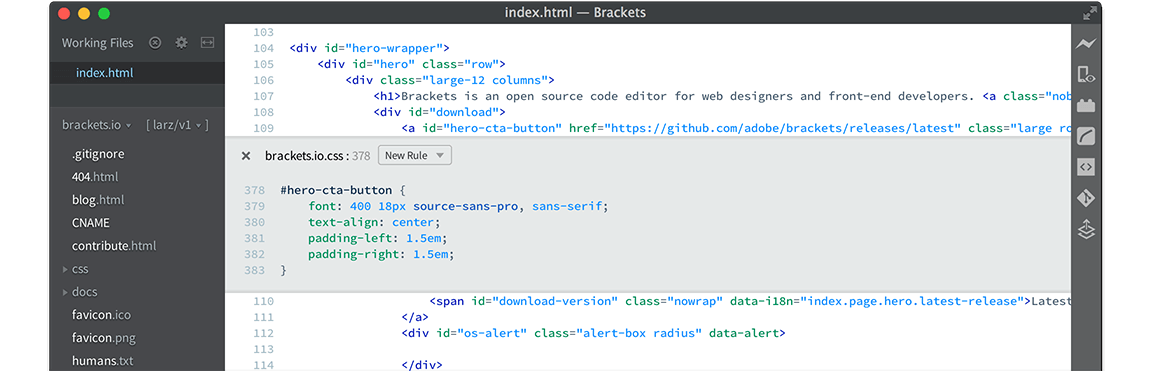 index.html — Brackets
Working Files
index.html
brackets.io [ larz/v1 ]
.gitignore
404.html
blog.html
CNAME
contribute.html
css
docs
favicon.ico
favicon.png
humans.txt
103
104 <div id="hero-wrapper">
105 <div id="hero" class="row">
106 <div class="large-12 columns">
107 <h1>Brackets is an open source code editor for web designers and front-end developers. <a class="nob
108 <div id="download">
109 <a id="hero-cta-button" href="https://github.com/adobe/brackets/releases/latest" class="large ro
brackets.io.css : 378 New Rule
378 #hero-cta-button {
379 font: 400 18px source-sans-pro, sans-serif;
380 text-align: center;
381 padding-left: 1.5em;
382 padding-right: 1.5em;
383 }
110 <span id="download-version" class="nowrap" data-i18n="index.page.hero.latest-release">Latest
111 </a>
112 <div id="os-alert" class="alert-box radius" data-alert>
113
114 </div>